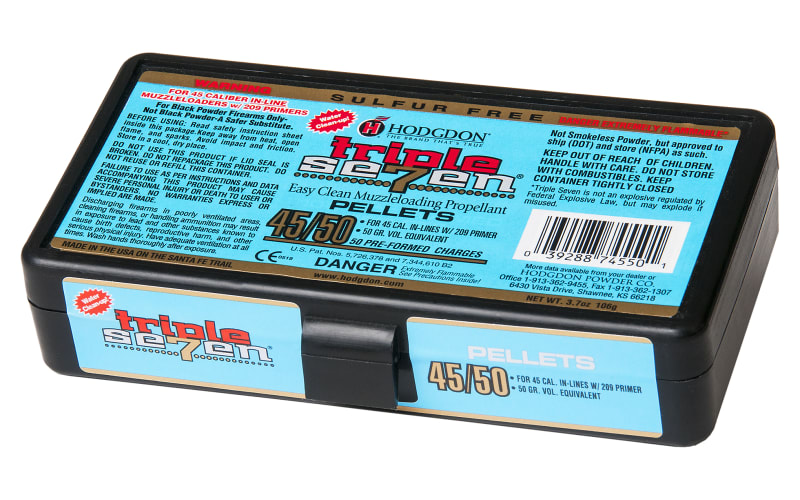 WARNING
FOR 45 CALIBER IN-LINE
MUZZLELOADERS w/ 209 PRIMERS
For Black Powder Firearms Only-
Not Black Powder-A Safer Substitute.
BEFORE USING: Read safety instruction sheet
inside this package. Keep away from heat, open
flame, and sparks. Avoid impact and friction.
Store in a cool, dry place.
DO NOT USE THIS PRODUCT IF LID SEAL IS
BROKEN. DO NOT REPACKAGE THIS PRODUCT. DO
NOT REUSE OR REFILL THIS CONTAINER.
FAILURE TO USE AS PER INSTRUCTIONS AND DATA
ACCOMPANYING THIS PRODUCT MAY CAUSE
SEVERE PERSONAL INJURY OR DEATH TO USER OR
BYSTANDERS. NO WARRANTIES EXPRESS OR
IMPLIED ARE MADE.
Discharging firearms in poorly ventilated areas,
cleaning firearms, or handling ammunition may result
in exposure to lead and other substances known to
cause birth defects, reproductive harm, and other
serious physical injury. Have adequate ventilation at all
times. Wash hands thoroughly after exposure.
MADE IN THE USA ON THE SANTA FE TRAIL
SULFUR FREE
Water
Clean-up!
H HODGDON
THE BRAND THAT'S TRUE
triple
se7en®
Easy Clean Muzzleloading Propellant
PELLETS
45/50
• FOR 45 CAL. IN-LINES W/ 209 PRIMER
• 50 GR. VOL. EQUIVALENT
50 PRE-FORMED CHARGES
U.S. Pat. Nos. 5,726,378 and 7,344,610 B2
CE 0519
DANGER
Extremely Flammable
See Precautions Inside.
www.hodgdon.com
DANGER EXTREMELY FLAMMABLE
Not Smokeless Powder, but approved to
ship (DOT) and store (NFPA) as such.
KEEP OUT OF REACH OF CHILDREN.
HANDLE WITH CARE. DO NOT STORE
WITH COMBUSTIBLES. KEEP
CONTAINER TIGHTLY CLOSED
*Triple Seven is not an explosive regulated by
Federal Explosive Law, but may explode if
misused.
0 39288 74550 1
More data available from your dealer or
HODGDON POWDER CO.
Office 1-913-362-9455, Fax 1-913-362-1307
6430 Vista Drive, Shawnee, KS 66218
NET WT. 3.7oz 106g
Water
Clean-up!
triple
se7en®
PELLETS
45/50
• FOR 45 CAL. IN-LINES W/ 209 PRIMER
• 50 GR. VOL. EQUIVALENT